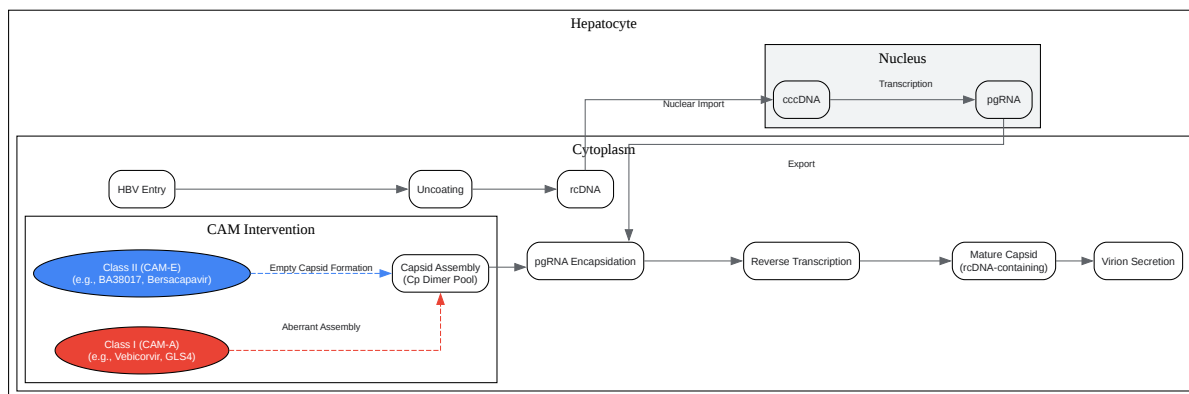 Hepatocyte
Nucleus
Transcription
cccDNA
pgRNA
Nuclear Import
Cytoplasm
Export
HBV Entry
Uncoating
rcDNA
CAM Intervention
Class II (CAM-E)
(e.g., BA38017, Bersacapavir)
Empty Capsid Formation
Capsid Assembly
(Cp Dimer Pool)
pgRNA Encapsidation
Reverse Transcription
Mature Capsid
(rcDNA-containing)
Virion Secretion
Aberrant Assembly
Class I (CAM-A)
(e.g., Vebicorvir, GLS4)